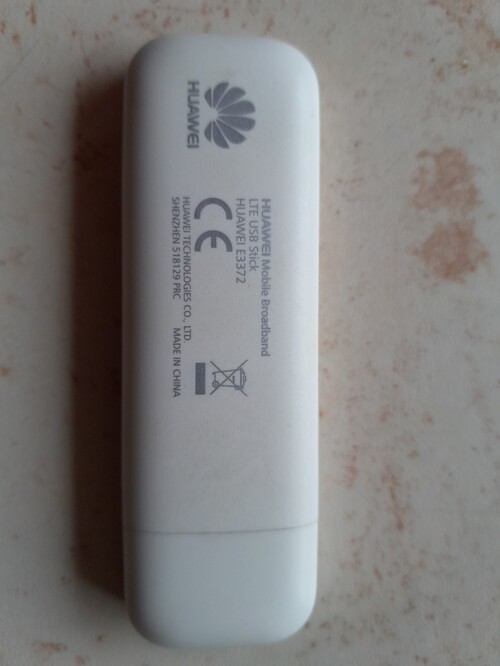 HUAWEI
HUAWEI Mobile Broadband
LTE USB Stick
HUAWEI E3372
CE
HUAWEI TECHNOLOGIES CO., LTD.
SHENZHEN 518129 PRC MADE IN CHINA